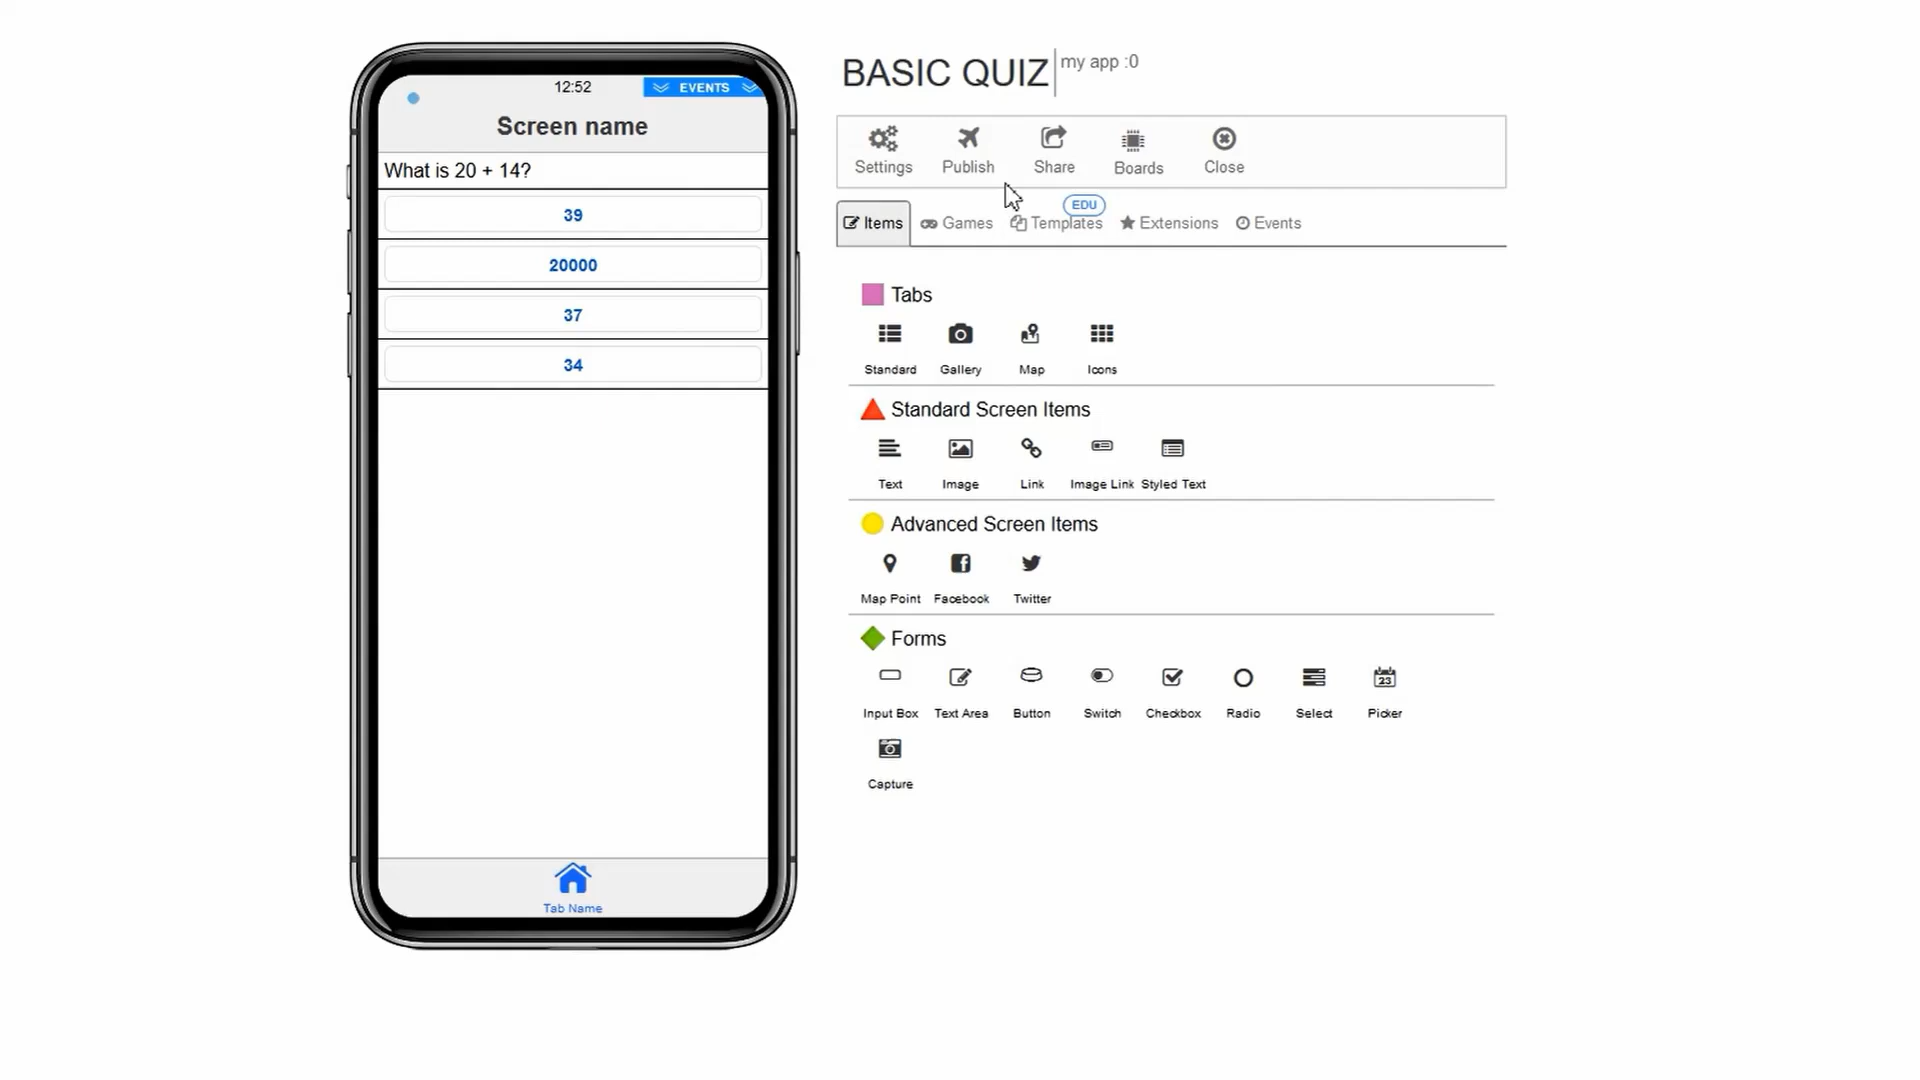 12:52
EVENTS
Screen name
What is 20 + 14?
39
20000
37
34
Tab Name
BASIC QUIZ my app :0
Settings Publish Share Boards Close
EDU
Items Games Templates Extensions Events
Tabs
Standard Gallery Map Icons
Standard Screen Items
Text Image Link Image Link Styled Text
Advanced Screen Items
Map Point Facebook Twitter
Forms
23
Input Box Text Area Button Switch Checkbox Radio Select Picker
Capture